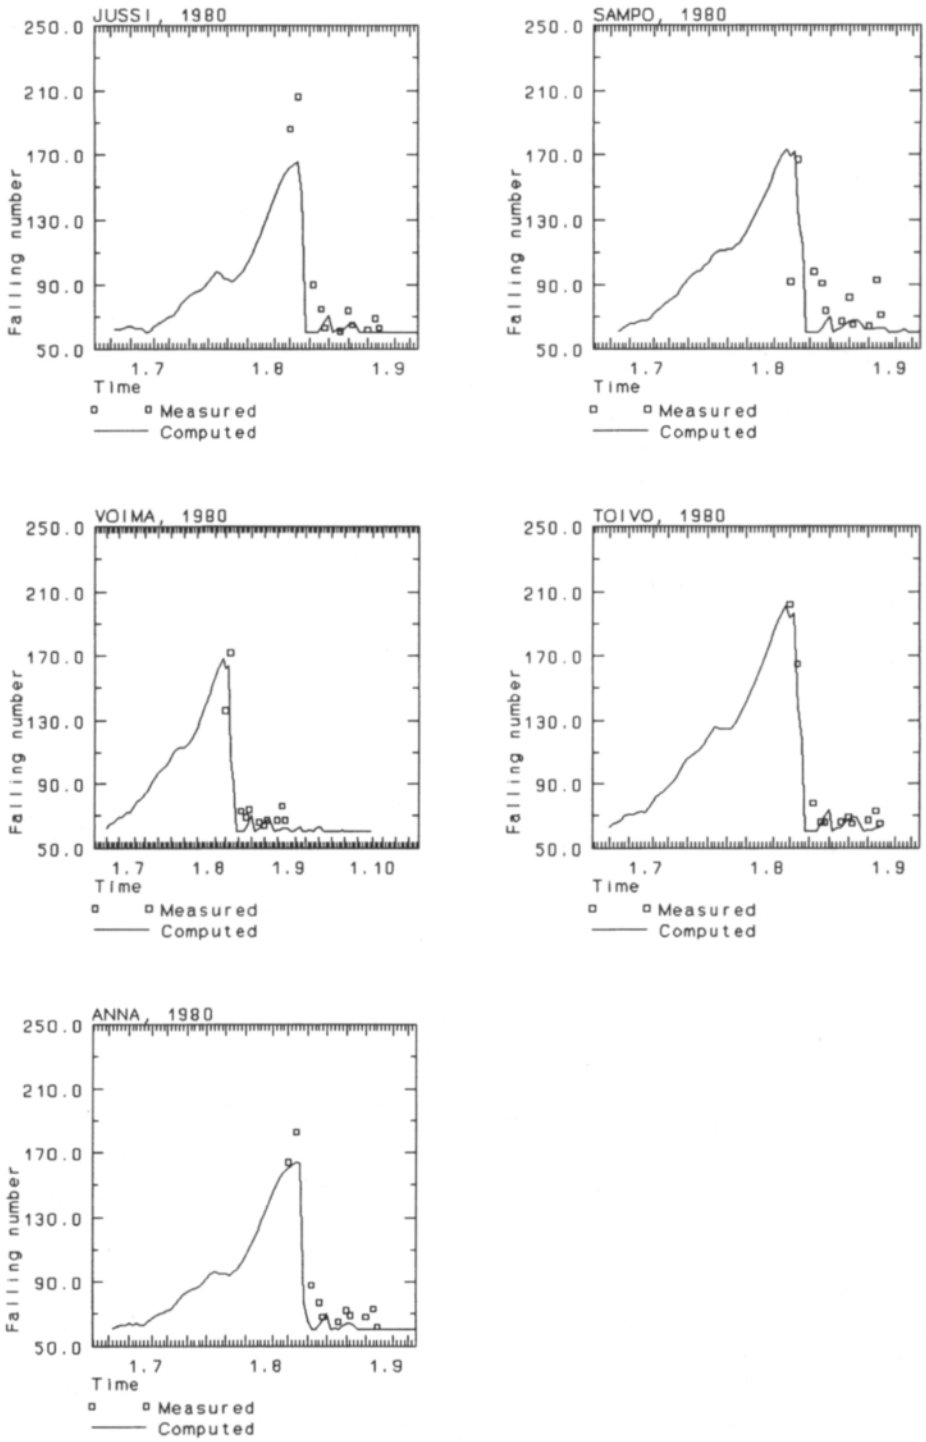 JUSSI, 1980
250.0
210.0
170.0
130.0
90.0
50.0
Falling number
1.7 1.8 1.9
Time
Measured
Computed
SAMPO, 1980
250.0
210.0
170.0
130.0
90.0
50.0
Falling number
1.7 1.8 1.9
Time
Measured
Computed
VOIMA, 1980
250.0
210.0
170.0
130.0
90.0
50.0
Falling number
1.7 1.8 1.9 1.10
Time
Measured
Computed
TOIVO, 1980
250.0
210.0
170.0
130.0
90.0
50.0
Falling number
1.7 1.8 1.9
Time
Measured
Computed
ANNA, 1980
250.0
210.0
170.0
130.0
90.0
50.0
Falling number
1.7 1.8 1.9
Time
Measured
Computed